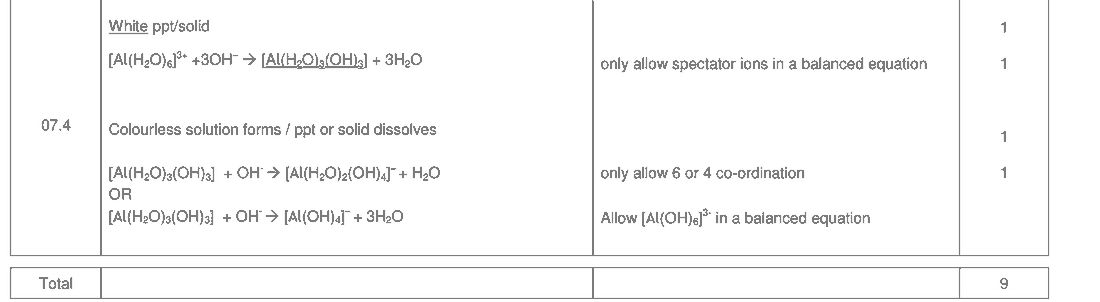 White ppt/solid 1
[Al(H₂O)₆]³⁺ +3OH⁻ → [Al(H₂O)₃(OH)₃] + 3H₂O only allow spectator ions in a balanced equation 1
07.4
Colourless solution forms / ppt or solid dissolves 1
[Al(H₂O)₃(OH)₃] + OH⁻ → [Al(H₂O)₂(OH)₄]⁻ + H₂O only allow 6 or 4 co-ordination 1
OR
[Al(H₂O)₃(OH)₃] + OH⁻ → [Al(OH)₄]⁻ + 3H₂O Allow [Al(OH)₆]³⁻ in a balanced equation
Total 9